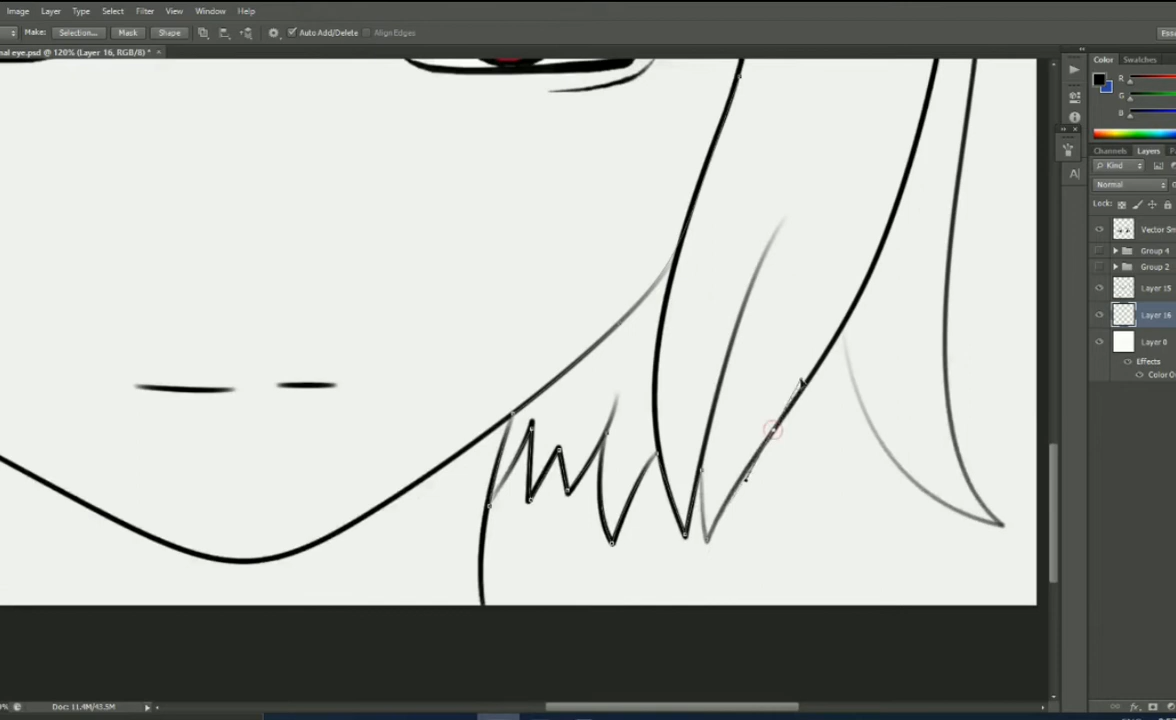 Image Layer Type Select Filter View Window Help
Make: Selection... Mask Shape Auto Add/Delete Align Edges
nal eye.psd @ 120% (Layer 16, RGB/8) * ×
Color Swatches
R
G
B
Channels Layers
Kind
Normal
Lock:
Vector Sm
Group 4
Group 2
Layer 15
Layer 16
Layer 8
Effects
Color O
Doc: 11.4M/43.5M